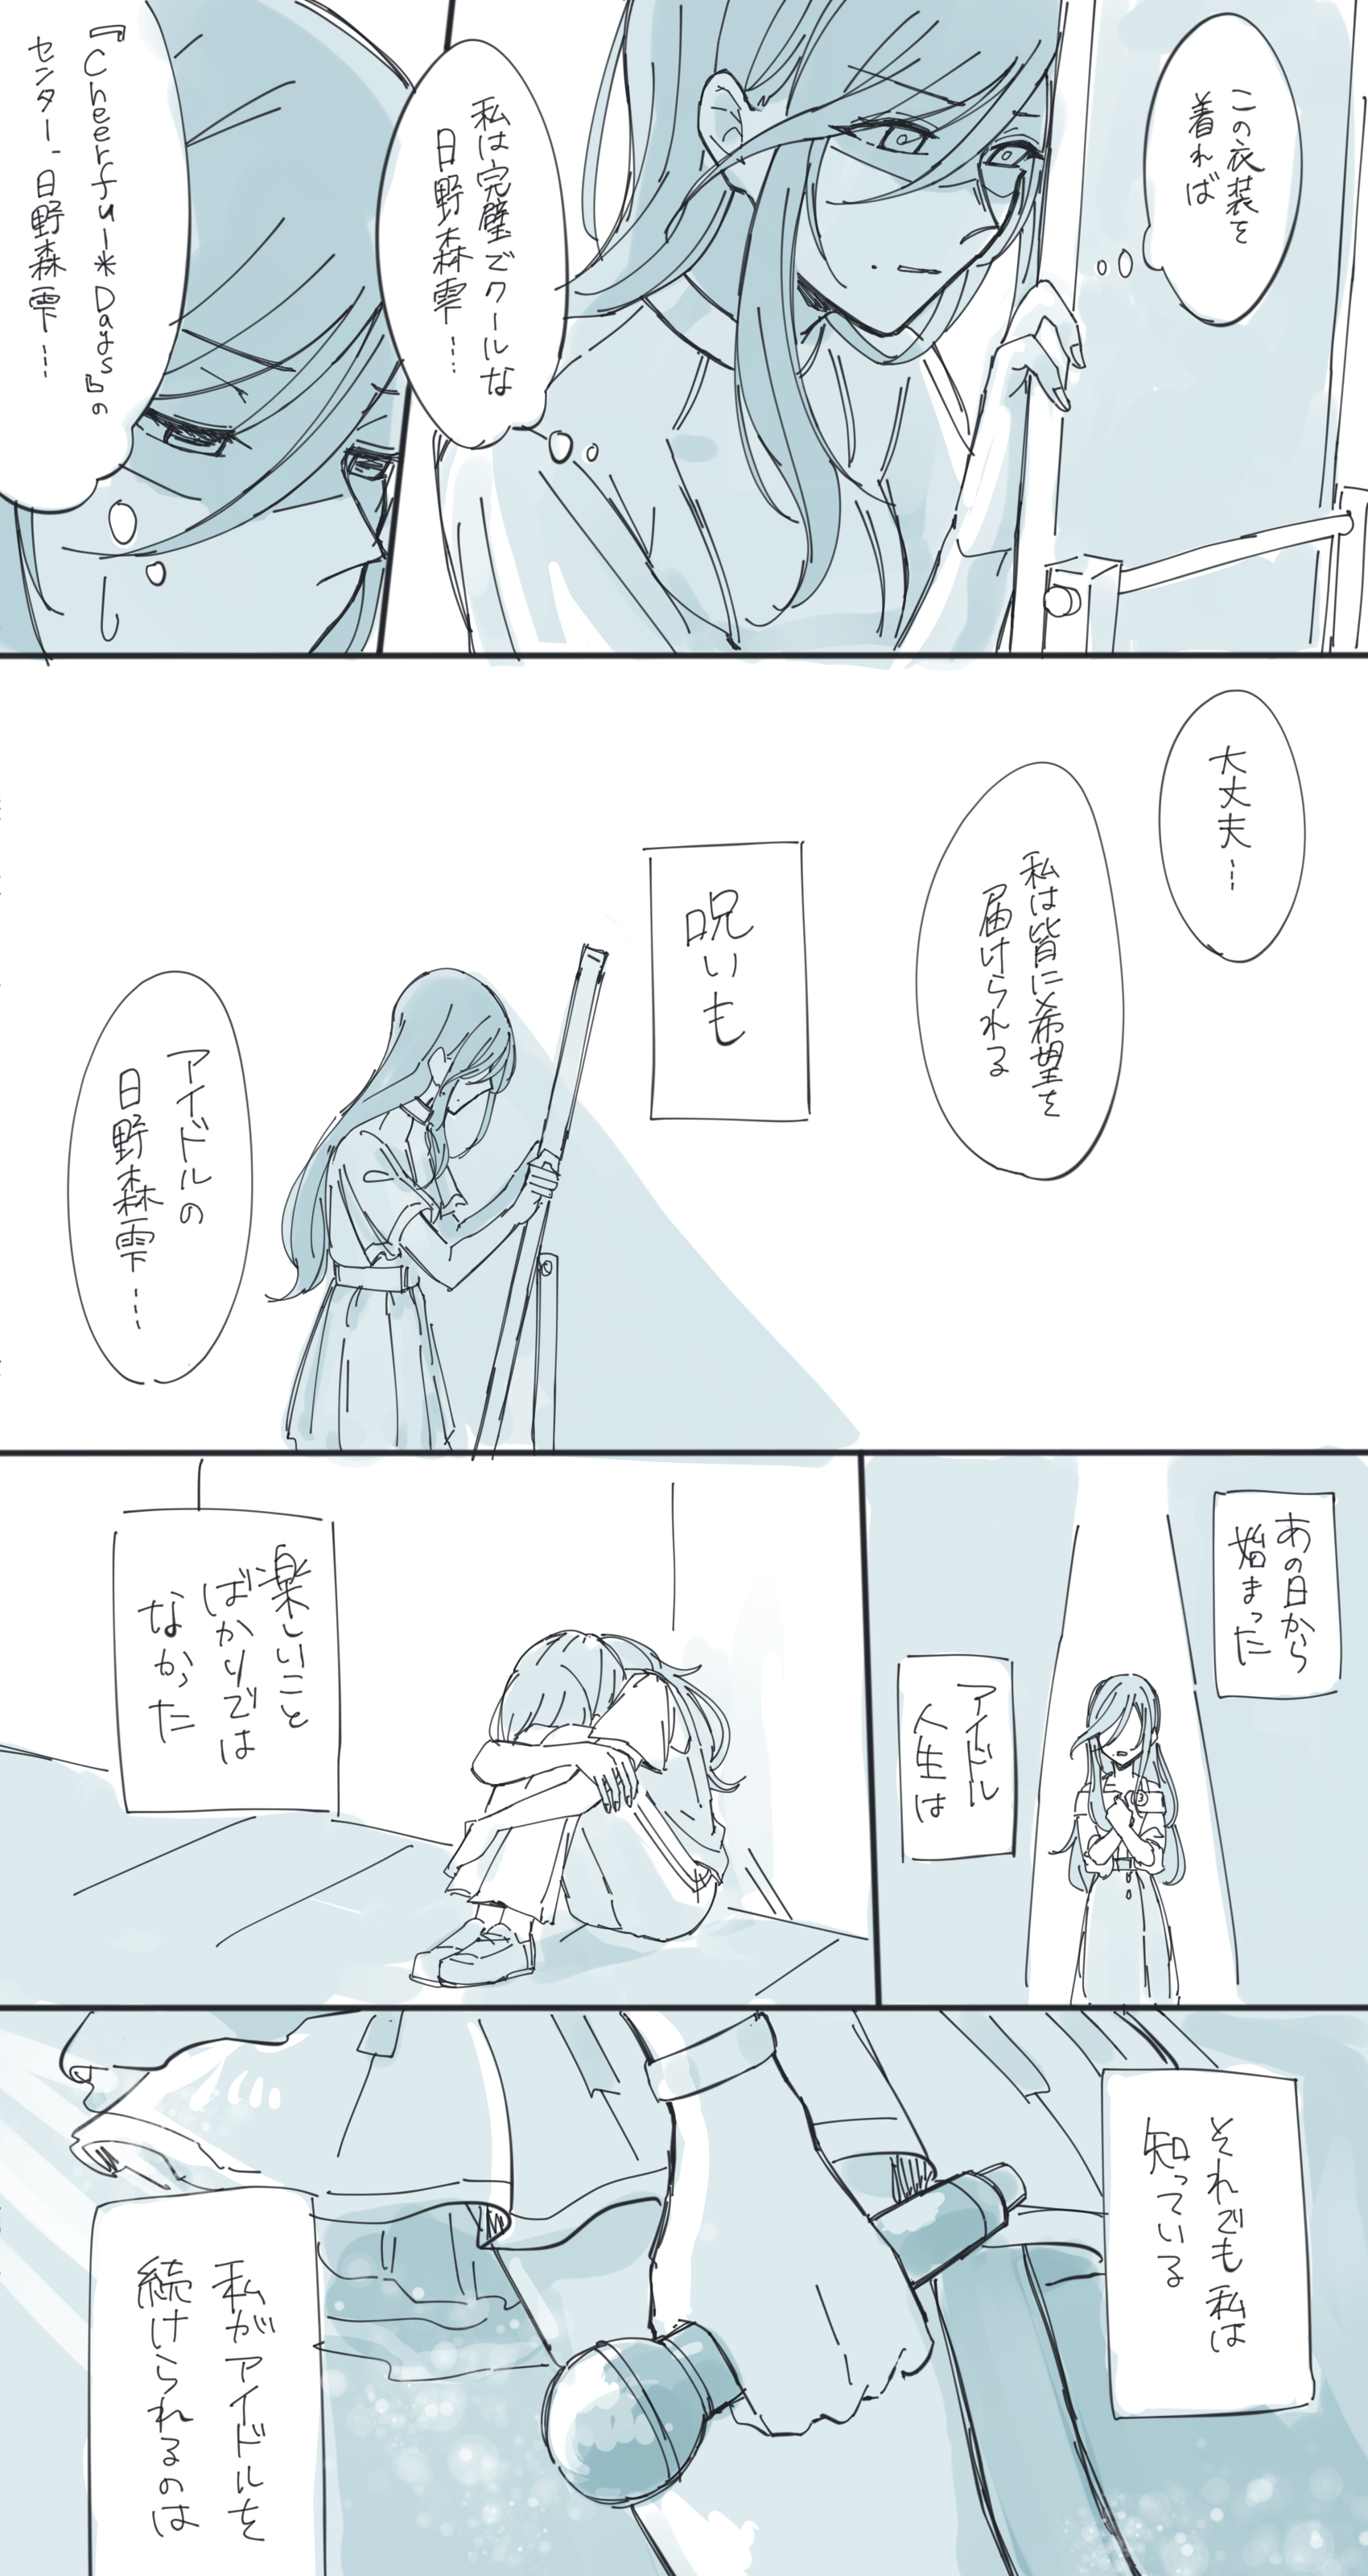 この衣装を
着れば
私は完璧でクールな
日野森雫…
『Cheerful＊Days』の
センター、日野森雫…
大丈夫…
私は皆に希望を
届けられる
呪いも
アイドルの
日野森雫…
あの日から
始まった
アイドル
人生は
楽しいこと
ばかりでは
なかった
それでも私は
知っている
私がアイドルを
続けられるのは